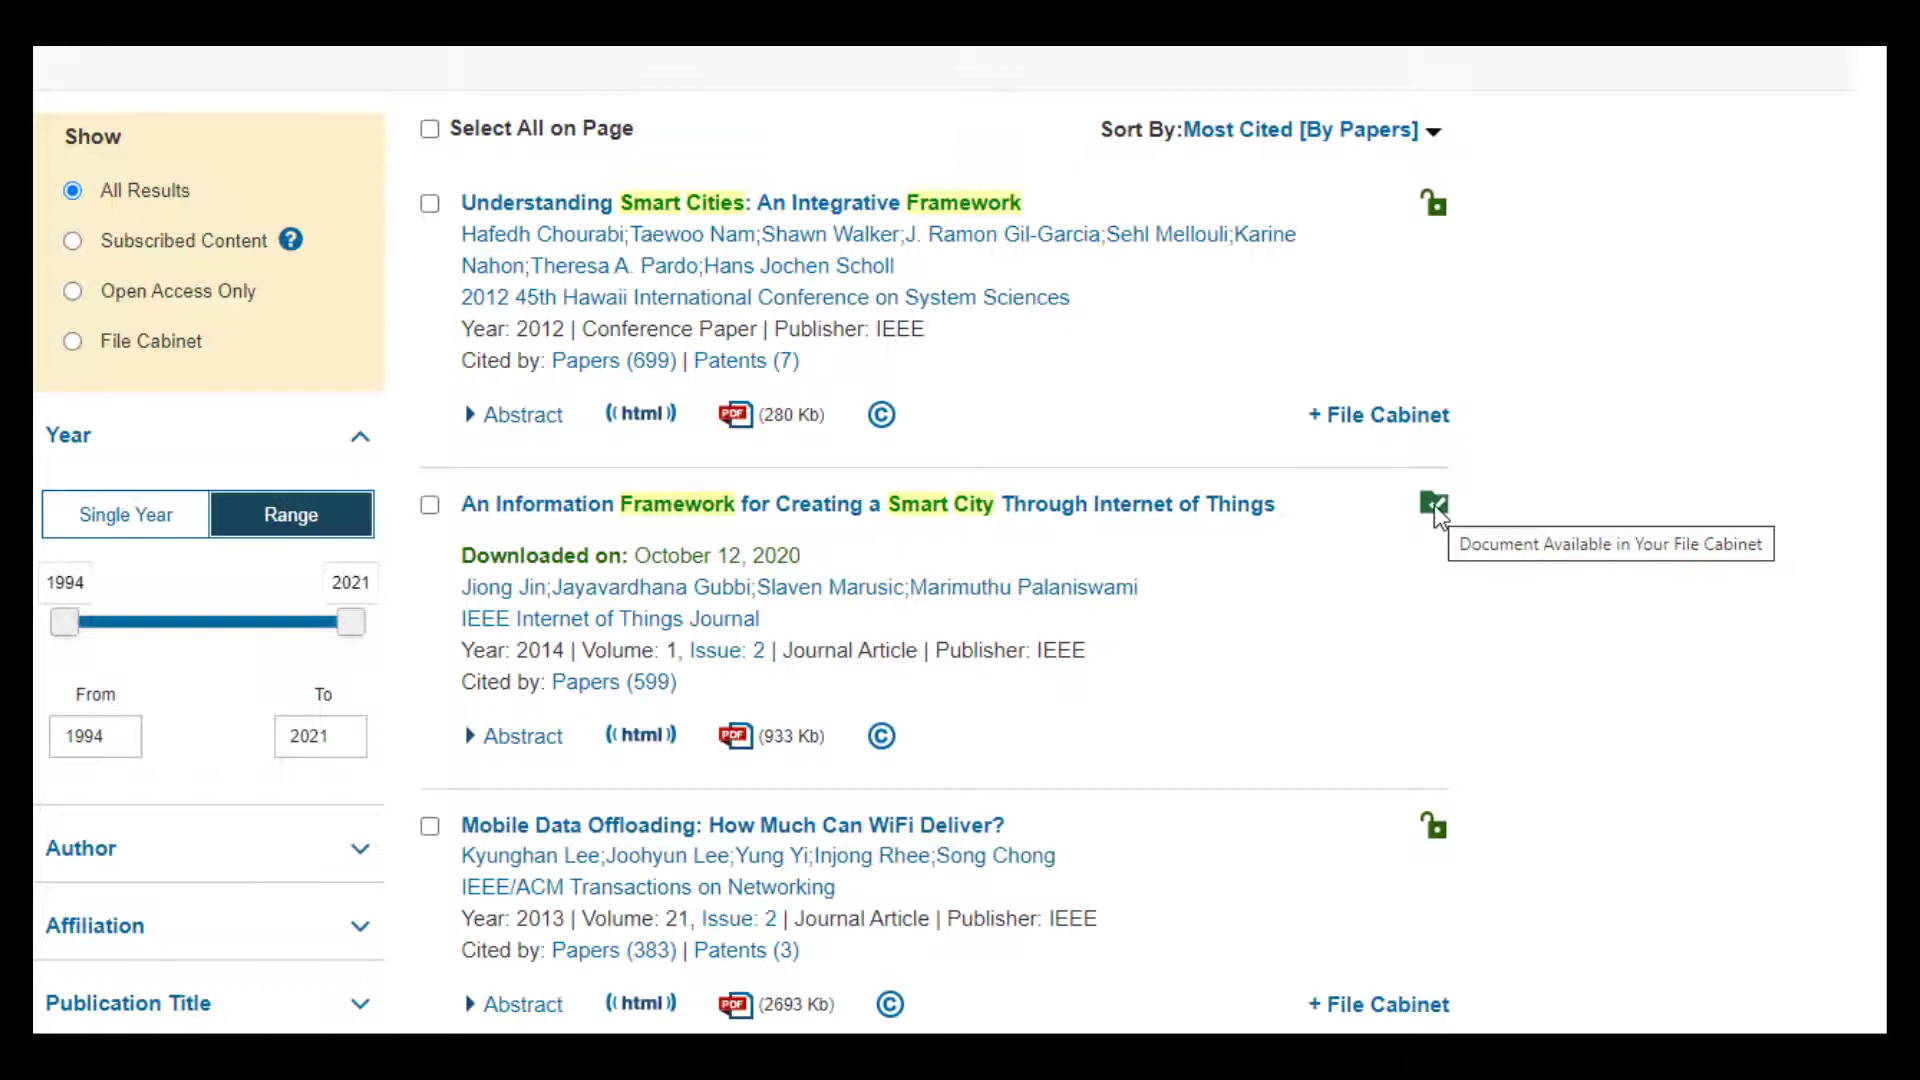 Show
All Results
Subscribed Content ?
Open Access Only
File Cabinet
Year
Single Year
Range
1994
2021
From
To
1994
2021
Author
Affiliation
Publication Title
Select All on Page
Sort By:Most Cited [By Papers]
Understanding Smart Cities: An Integrative Framework
Hafedh Chourabi;Taewoo Nam;Shawn Walker;J. Ramon Gil-Garcia;Sehl Mellouli;Karine
Nahon;Theresa A. Pardo;Hans Jochen Scholl
2012 45th Hawaii International Conference on System Sciences
Year: 2012 | Conference Paper | Publisher: IEEE
Cited by: Papers (699) | Patents (7)
Abstract ((html)) PDF (280 Kb) © + File Cabinet
An Information Framework for Creating a Smart City Through Internet of Things
Document Available in Your File Cabinet
Downloaded on: October 12, 2020
Jiong Jin;Jayavardhana Gubbi;Slaven Marusic;Marimuthu Palaniswami
IEEE Internet of Things Journal
Year: 2014 | Volume: 1, Issue: 2 | Journal Article | Publisher: IEEE
Cited by: Papers (599)
Abstract ((html)) PDF (933 Kb) ©
Mobile Data Offloading: How Much Can WiFi Deliver?
Kyunghan Lee;Joohyun Lee;Yung Yi;Injong Rhee;Song Chong
IEEE/ACM Transactions on Networking
Year: 2013 | Volume: 21, Issue: 2 | Journal Article | Publisher: IEEE
Cited by: Papers (383) | Patents (3)
Abstract ((html)) PDF (2693 Kb) © + File Cabinet